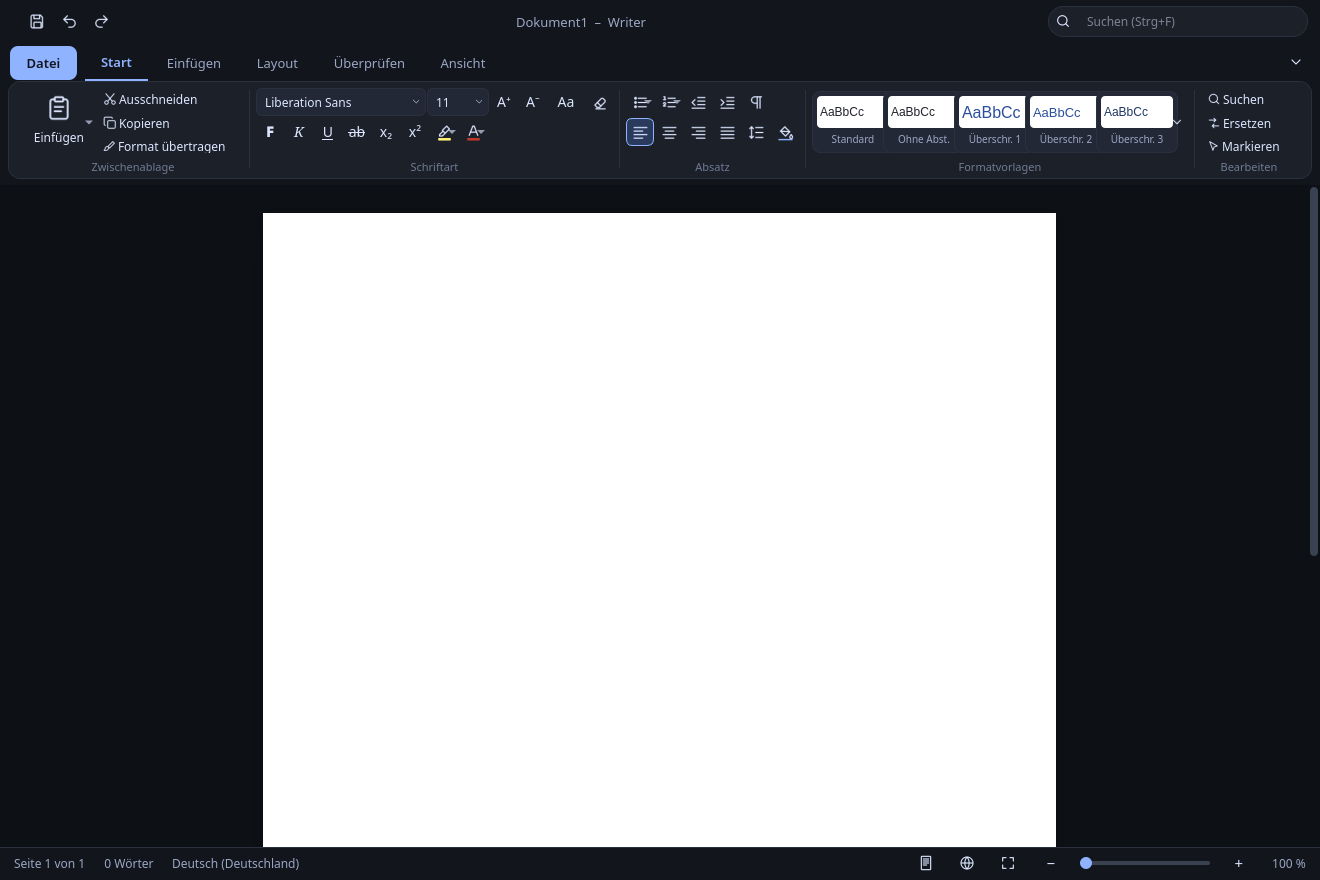 Dokument1 – Writer
Suchen (Strg+F)
Datei Start Einfügen Layout Überprüfen Ansicht
Einfügen
Ausschneiden
Kopieren
Format übertragen
Zwischenablage
Liberation Sans 11 A+ A− Aa
F K U ab x₂ x² A
Schriftart
Absatz
AaBbCc AaBbCc AaBbCc AaBbCc AaBbCc
Standard Ohne Abst. Überschr. 1 Überschr. 2 Überschr. 3
Formatvorlagen
Suchen
Ersetzen
Markieren
Bearbeiten
Seite 1 von 1 0 Wörter Deutsch (Deutschland) − + 100 %